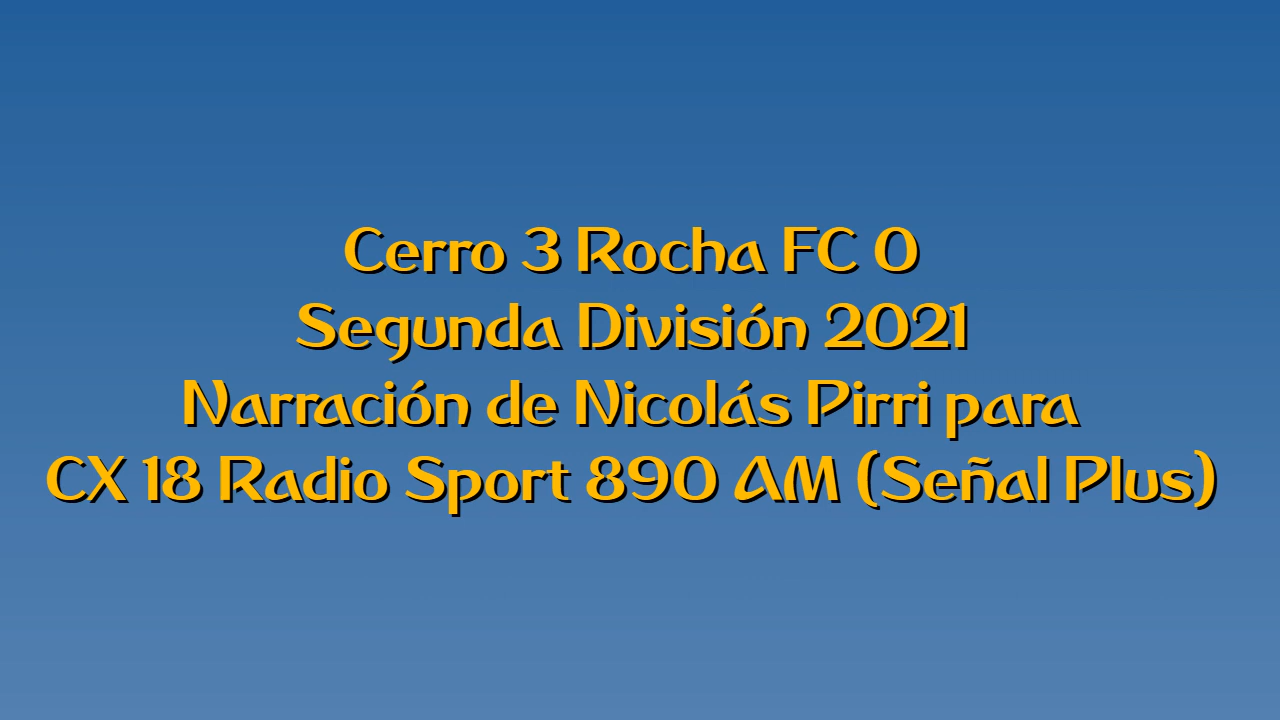 Cerro 3 Rocha FC 0
Segunda División 2021
Narración de Nicolás Pirri para
CX 18 Radio Sport 890 AM (Señal Plus)